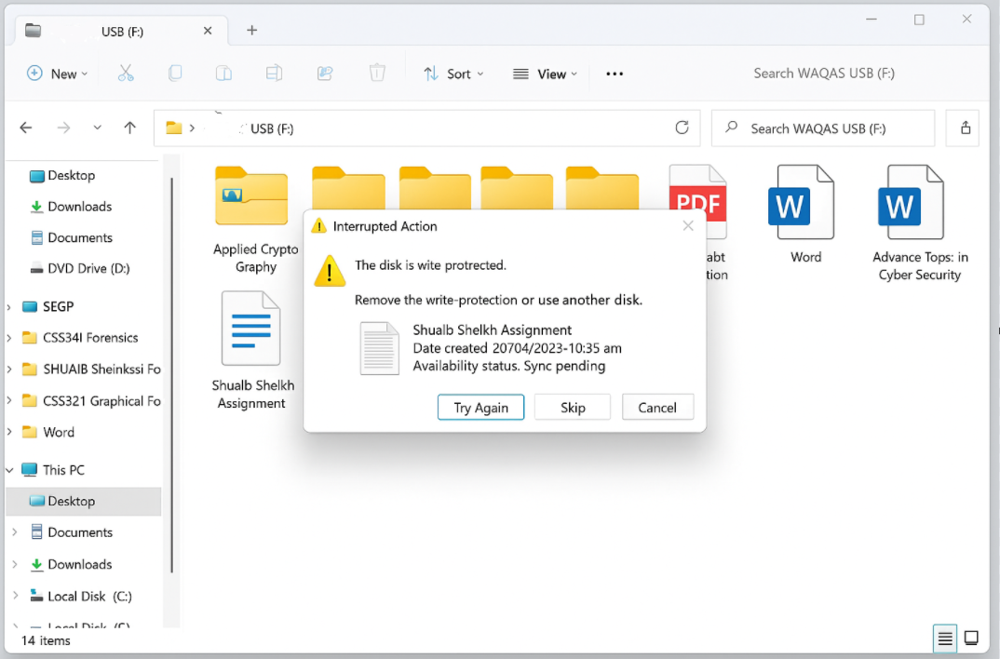 USB (F:)
New
Sort
View
Search WAQAS USB (F:)
USB (F:)
Search WAQAS USB (F:)
Desktop
Downloads
Documents
DVD Drive (D:)
SEGP
CSS34I Forensics
SHUAIB Sheinkssi Fo
CSS321 Graphical Fo
Word
This PC
Desktop
Documents
Downloads
Local Disk (C:)
Local Disk
14 items
Applied Crypto
Graphy
PDF
abt
tion
W
Word
W
Advance Tops: in
Cyber Security
Shualb Shelkh
Assignment
Interrupted Action
The disk is wite protrected.
Remove the write-protection or use another disk.
Shualb Shelkh Assignment
Date created 20704/2023-10:35 am
Availability status. Sync pending
Try Again
Skip
Cancel